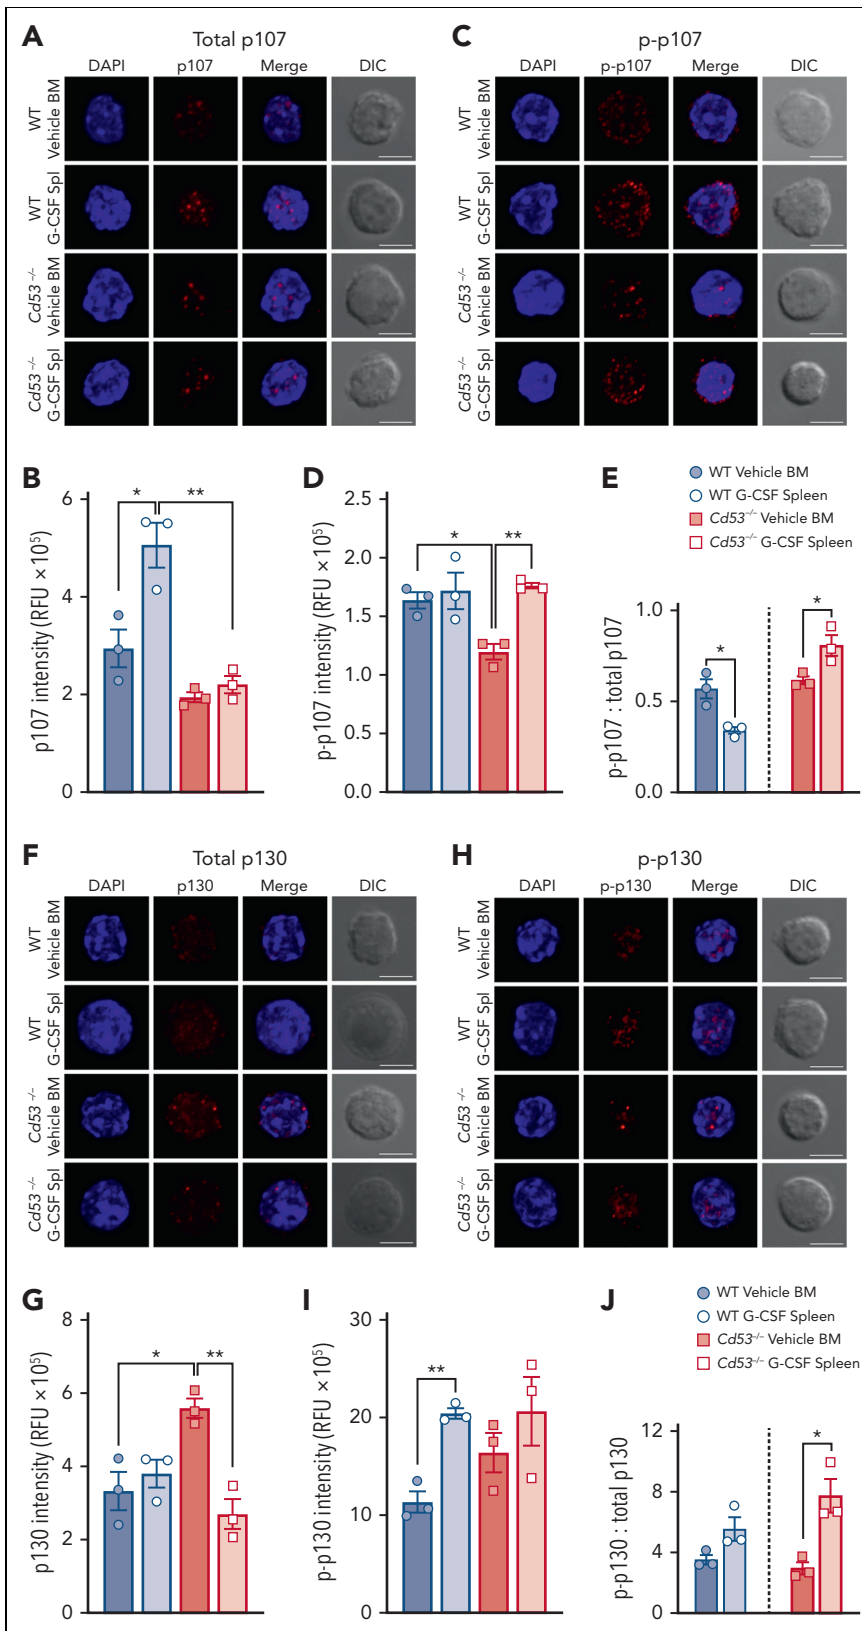 A
Total p107
DAPI
p107
Merge
DIC
WT
Vehicle BM
WT
G-CSF Spl
Cd53 –/–
Vehicle BM
Cd53 –/–
G-CSF Spl
C
p-p107
DAPI
p-p107
Merge
DIC
WT
Vehicle BM
WT
G-CSF Spl
Cd53 –/–
Vehicle BM
Cd53 –/–
G-CSF Spl
B
p107 intensity (RFU ×10⁵)
6
4
2
0
*
**
D
p-p107 intensity (RFU ×10⁵)
2.5
2.0
1.5
1.0
0.5
0.0
*
**
E
WT Vehicle BM
WT G-CSF Spleen
Cd53–/– Vehicle BM
Cd53–/– G-CSF Spleen
p-p107 : total p107
1.0
0.5
0.0
*
*
F
Total p130
DAPI
p130
Merge
DIC
WT
Vehicle BM
WT
G-CSF Spl
Cd53 –/–
Vehicle BM
Cd53 –/–
G-CSF Spl
H
p-p130
DAPI
p-p130
Merge
DIC
WT
Vehicle BM
WT
G-CSF Spl
Cd53 –/–
Vehicle BM
Cd53 –/–
G-CSF Spl
G
p130 intensity (RFU ×10⁵)
8
6
4
2
0
*
**
I
p-p130 intensity (RFU ×10⁵)
30
20
10
0
**
J
WT Vehicle BM
WT G-CSF Spleen
Cd53–/– Vehicle BM
Cd53–/– G-CSF Spleen
p-p130 : total p130
12
8
4
0
*